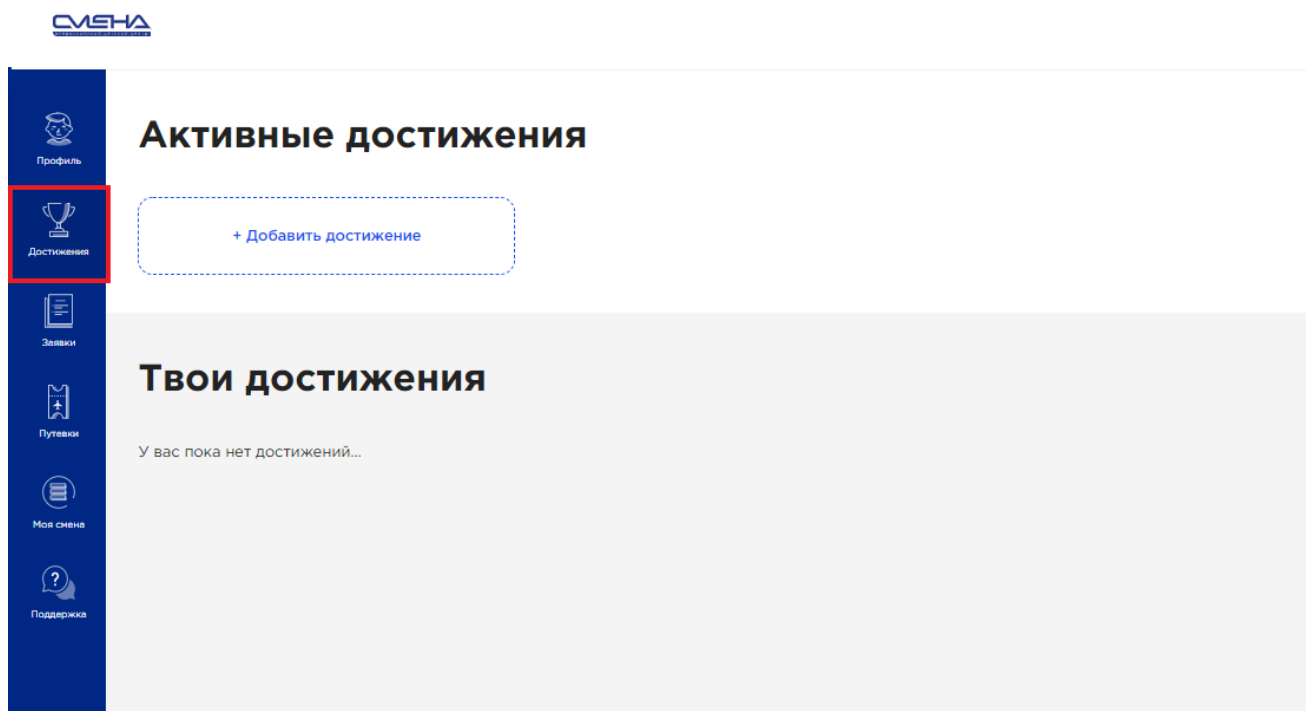 СМЕНА
Профиль
Активные достижения
Достижения
+ Добавить достижение
Заявки
Твои достижения
Путевки
У вас пока нет достижений...
Моя смена
Поддержка